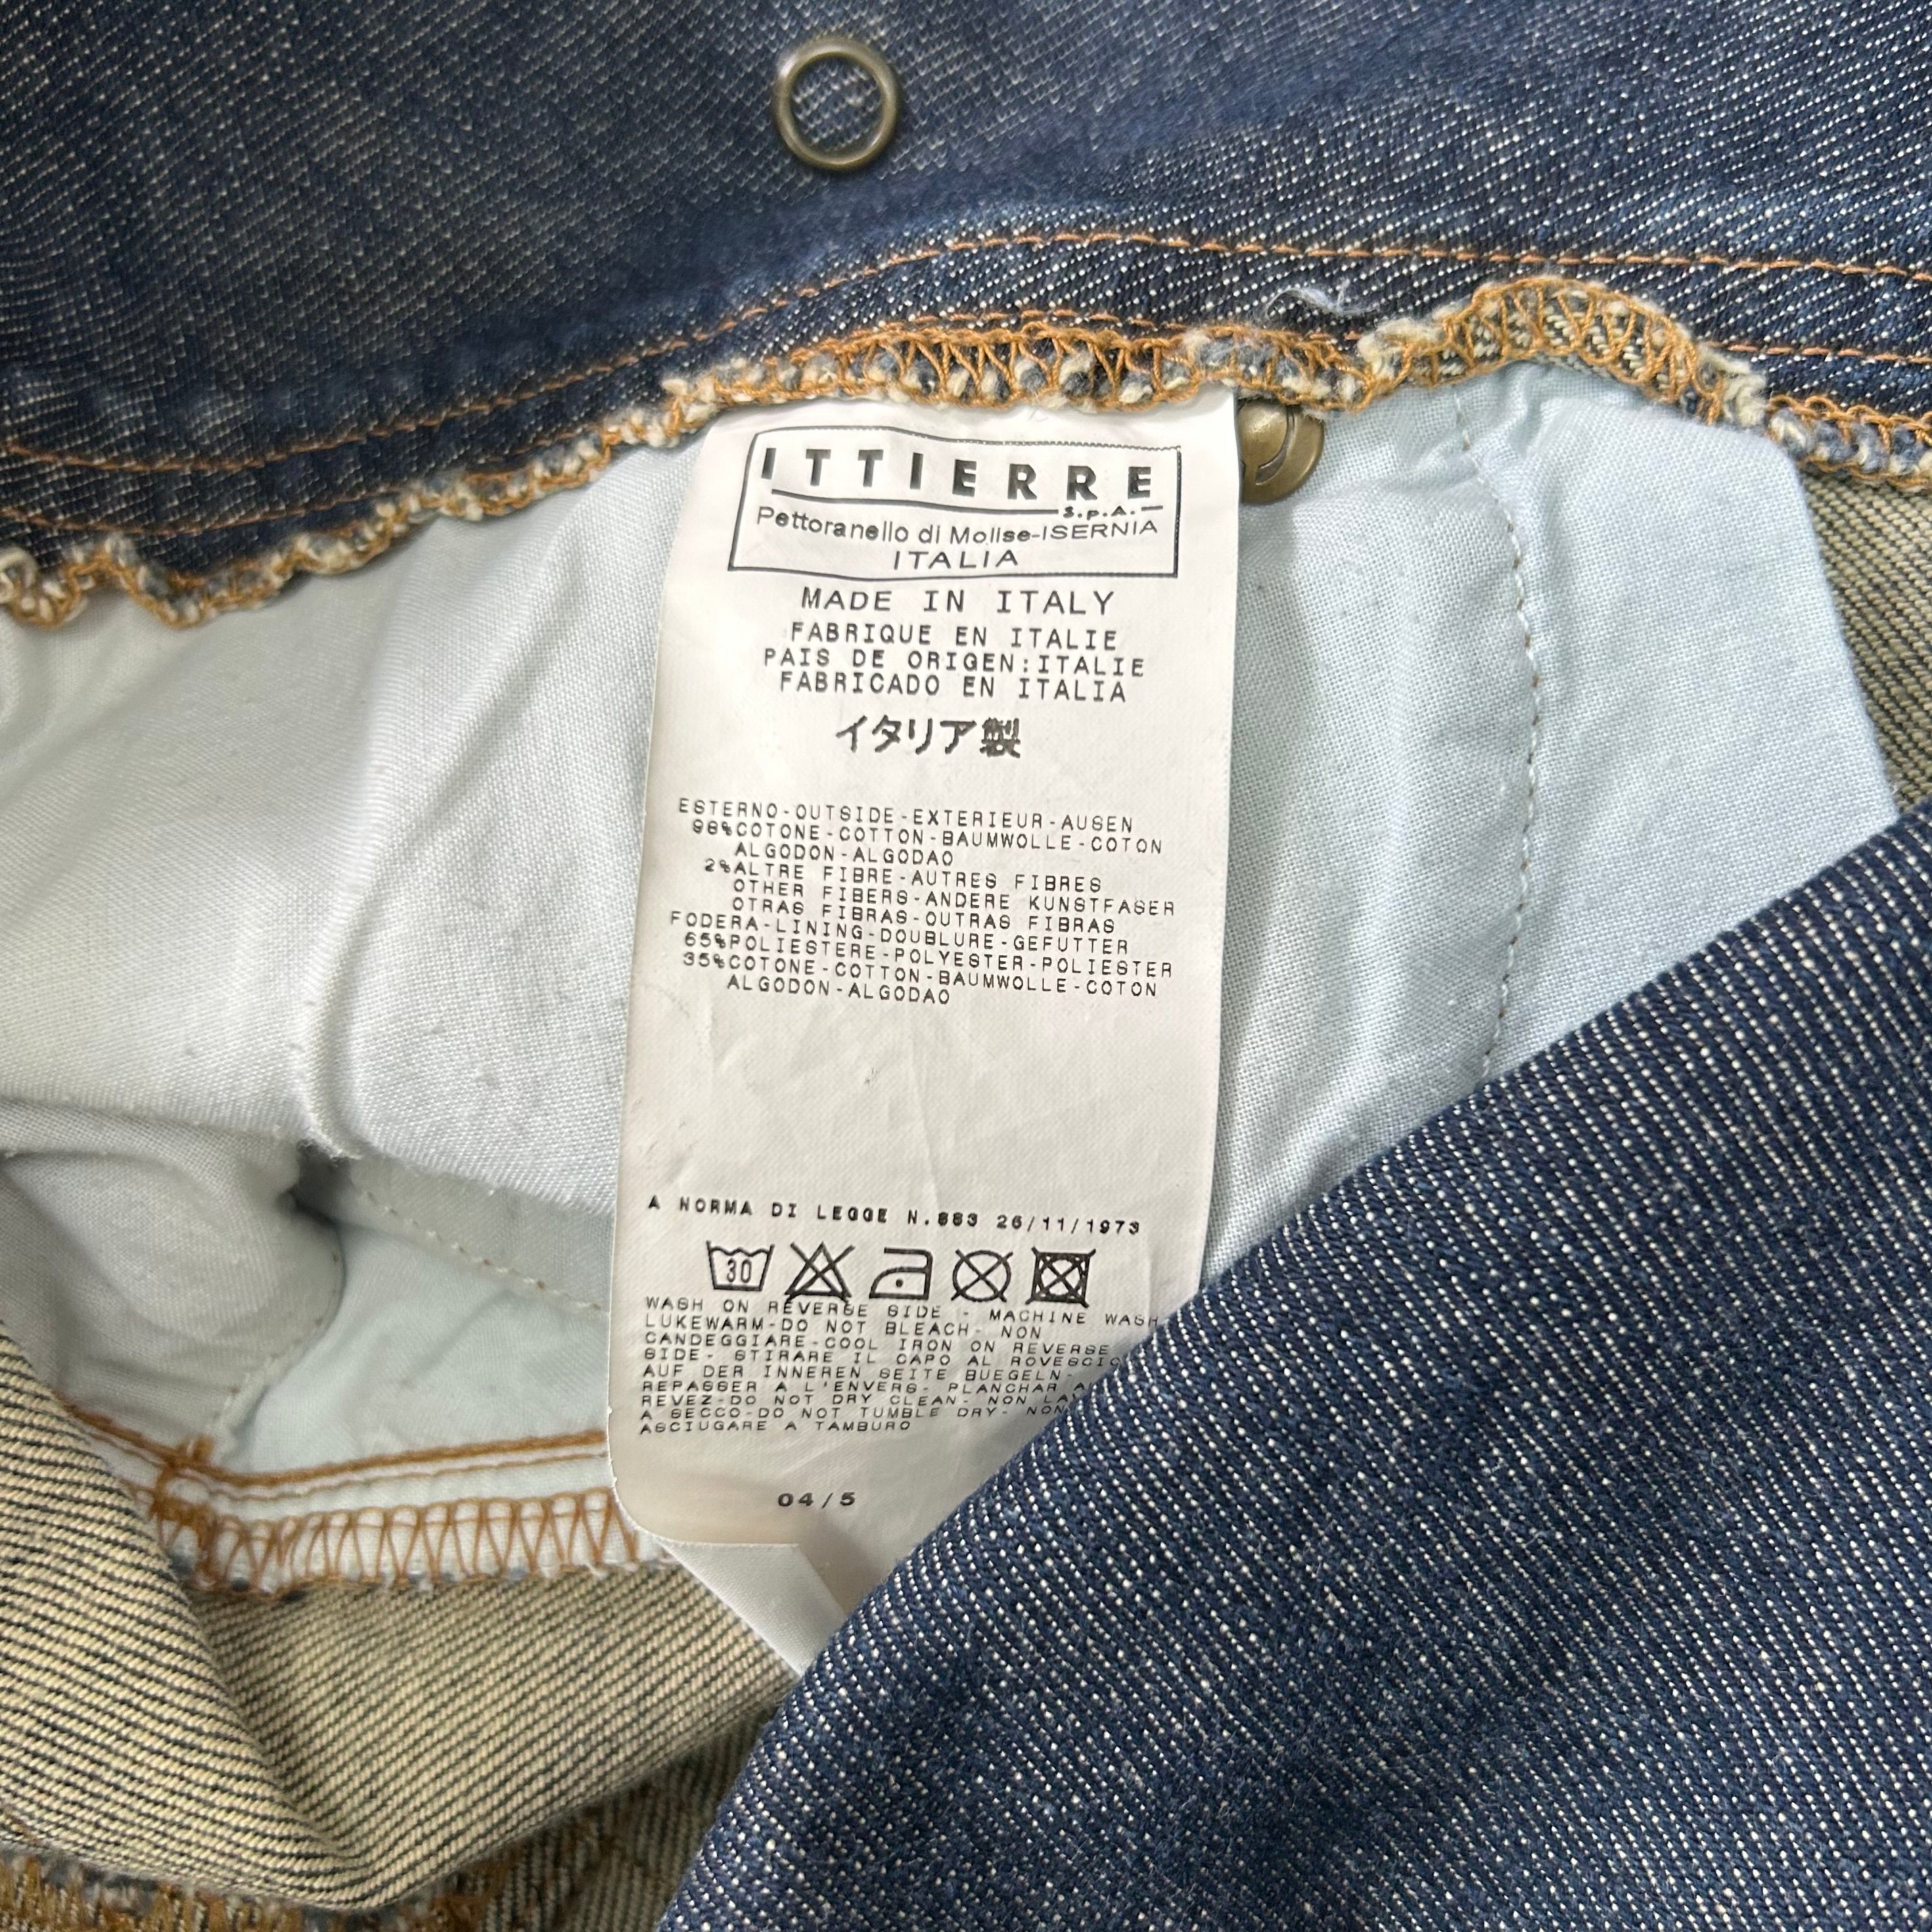 ITTIERRE
S.p.A.
Pettoranello di Molise-ISERNIA
ITALIA
MADE IN ITALY
FABRIQUE EN ITALIE
PAIS DE ORIGEN:ITALIE
FABRICADO EN ITALIA
イタリア製
ESTERNO-OUTSIDE-EXTERIEUR-AUSEN
98%COTONE-COTTON-BAUMWOLLE-COTON
ALGODON-ALGODAO
2%ALTRE FIBRE-AUTRES FIBRES
OTHER FIBERS-ANDERE KUNSTFASER
OTRAS FIBRAS-OUTRAS FIBRAS
FODERA-LINING-DOUBLURE-GEFUTTER
65%POLIESTERE-POLYESTER-POLIESTER
35%COTONE-COTTON-BAUMWOLLE-COTON
ALGODON-ALGODAO
A NORMA DI LEGGE N.883 26/11/1973
30
WASH ON REVERSE SIDE - MACHINE WASH
LUKEWARM-DO NOT BLEACH- NON
CANDEGGIARE-COOL IRON ON REVERSE
SIDE- STIRARE IL CAPO AL ROVESCIO
AUF DER INNEREN SEITE BUEGELN-
REPASSER A L'ENVERS- PLANCHAR
REVEZ-DO NOT DRY CLEAN- NON
A SECCO-DO NOT TUMBLE DRY- NON
ASCIUGARE A TAMBURO
04/5